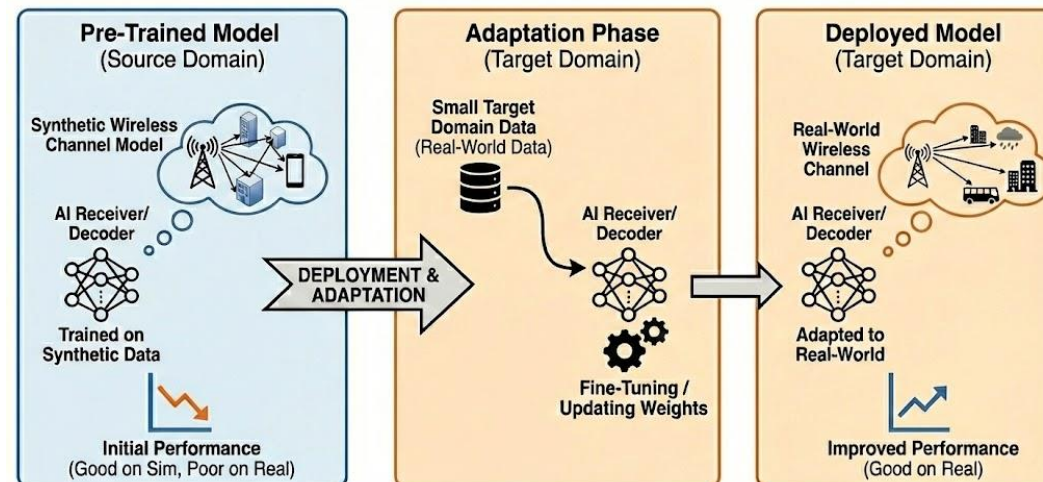 Pre-Trained Model
(Source Domain)
Synthetic Wireless
Channel Model
AI Receiver/
Decoder
Trained on
Synthetic Data
Initial Performance
(Good on Sim, Poor on Real)
DEPLOYMENT &
ADAPTATION
Adaptation Phase
(Target Domain)
Small Target
Domain Data
(Real-World Data)
AI Receiver/
Decoder
Fine-Tuning /
Updating Weights
Deployed Model
(Target Domain)
Real-World
Wireless
Channel
AI Receiver/
Decoder
Adapted to
Real-World
Improved Performance
(Good on Real)